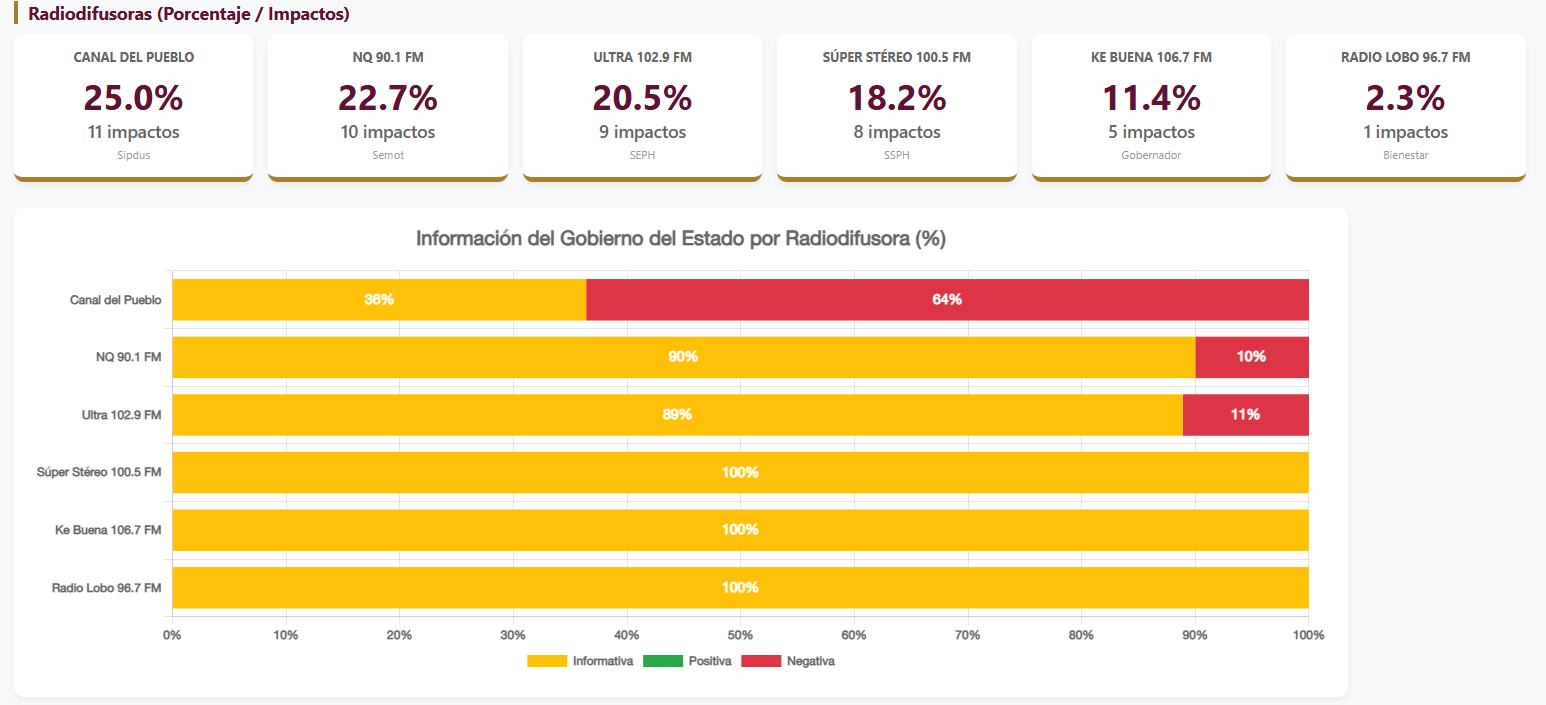 Radiodifusoras (Porcentaje / Impactos)
CANAL DEL PUEBLO
25.0%
11 impactos
Sipdus
NQ 90.1 FM
22.7%
10 impactos
Semot
ULTRA 102.9 FM
20.5%
9 impactos
SEPH
SÚPER STÉREO 100.5 FM
18.2%
8 impactos
SSPH
KE BUENA 106.7 FM
11.4%
5 impactos
Gobernador
RADIO LOBO 96.7 FM
2.3%
1 impactos
Bienestar
Información del Gobierno del Estado por Radiodifusora (%)
Canal del Pueblo 36% 64%
NQ 90.1 FM 90% 10%
Ultra 102.9 FM 89% 11%
Súper Stéreo 100.5 FM 100%
Ke Buena 106.7 FM 100%
Radio Lobo 96.7 FM 100%
0% 10% 20% 30% 40% 50% 60% 70% 80% 90% 100%
Informativa Positiva Negativa